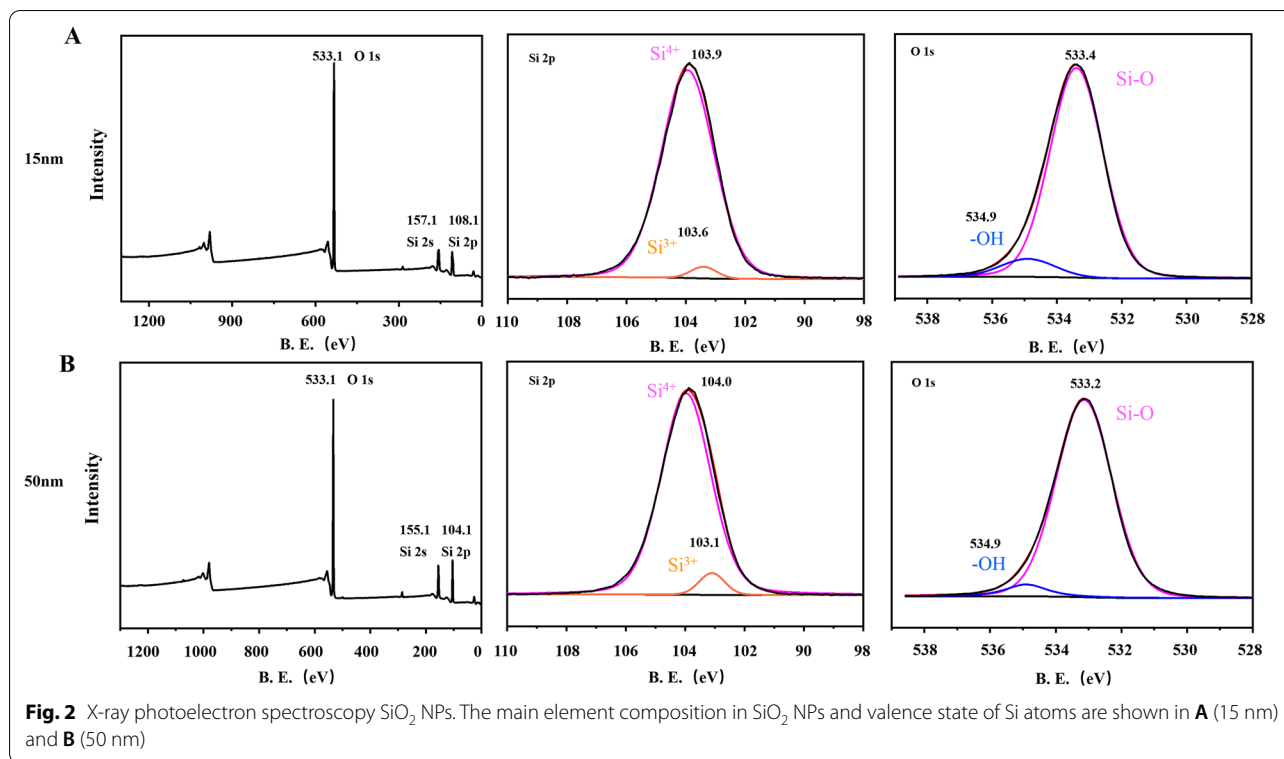 A
533.1 O 1s
157.1 108.1
Si 2s Si 2p
Intensity
15nm
1200 900 600 300 0
B. E. (eV)
Si 2p
Si⁴⁺ 103.9
103.6
Si³⁺
110 108 106 104 102 100 98
B. E. (eV)
O 1s
533.4
Si-O
534.9
-OH
538 536 534 532 530 528
B. E. (eV)
B
533.1 O 1s
155.1 104.1
Si 2s Si 2p
Intensity
50nm
1200 1000 800 600 400 200 0
B. E. (eV)
Si 2p
Si⁴⁺ 104.0
103.1
Si³⁺
110 108 106 104 102 100 98
B. E. (eV)
O 1s
533.2
Si-O
534.9
-OH
538 536 534 532 530 528
B. E. (eV)
Fig. 2 X-ray photoelectron spectroscopy SiO₂ NPs. The main element composition in SiO₂ NPs and valence state of Si atoms are shown in A (15 nm)
and B (50 nm)